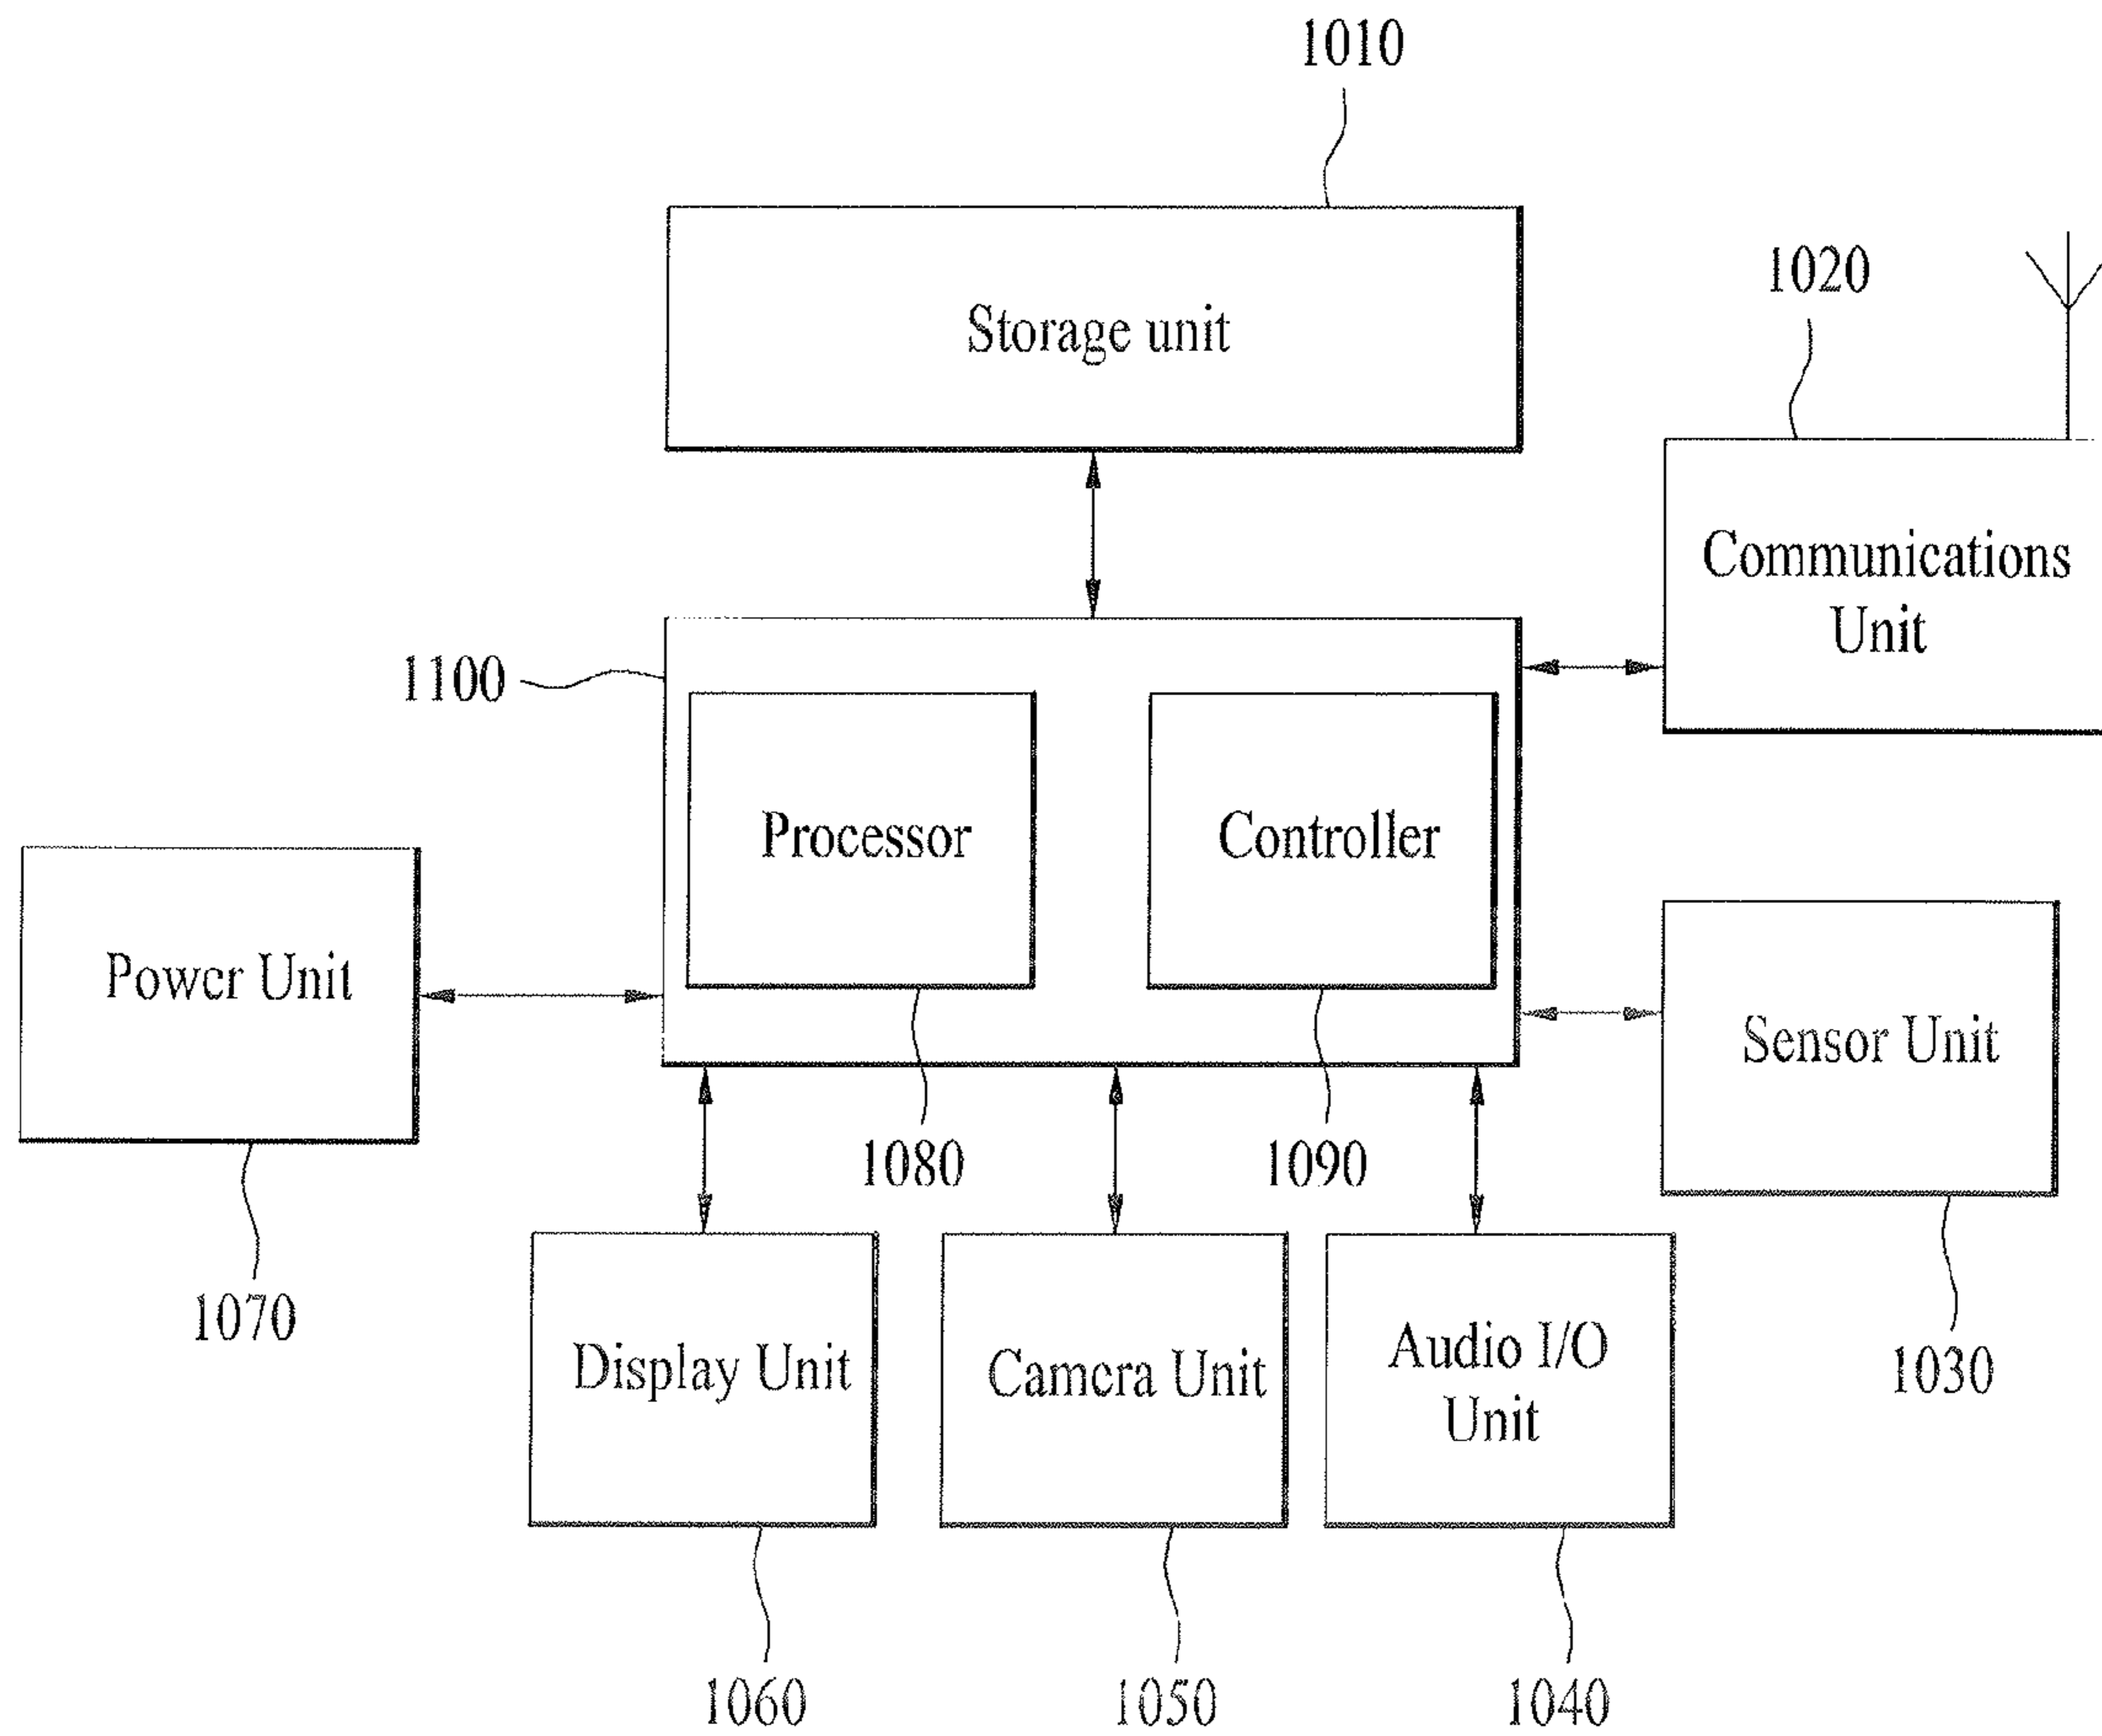 1010
1020
Storage unit
Communications
Unit
1100
Processor
Controller
Power Unit
Sensor Unit
1080
1090
1070
Display Unit
Camera Unit
Audio I/O
Unit
1030
1060
1050
1040